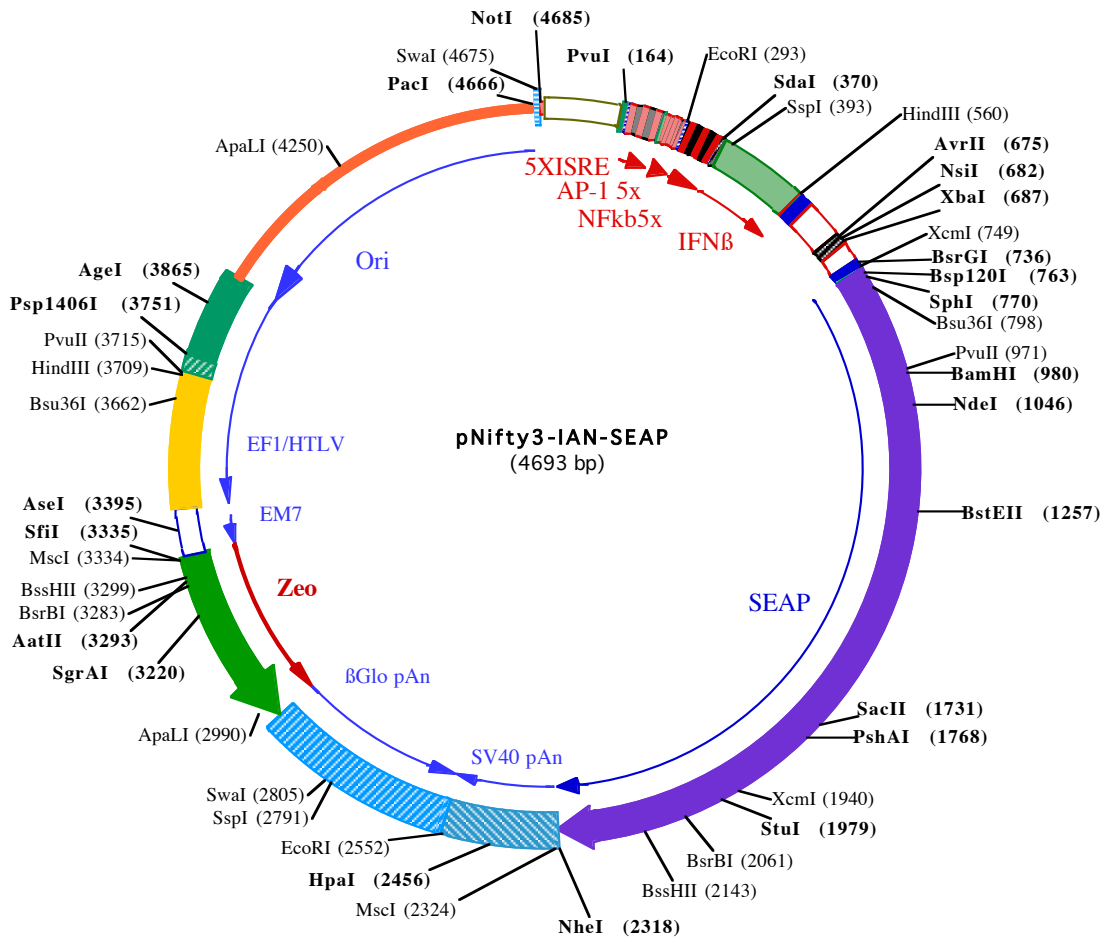 NotI (4685)
SwaI (4675)
PacI (4666)
PvuI (164)
EcoRI (293)
SdaI (370)
SspI (393)
HindIII (560)
AvrII (675)
NsiI (682)
XbaI (687)
XcmI (749)
BsrGI (736)
Bsp120I (763)
SphI (770)
Bsu36I (798)
PvuII (971)
BamHI (980)
NdeI (1046)
BstEII (1257)
SacII (1731)
PshAI (1768)
XcmI (1940)
StuI (1979)
BsrBI (2061)
BssHII (2143)
NheI (2318)
MscI (2324)
HpaI (2456)
EcoRI (2552)
SspI (2791)
SwaI (2805)
ApaLI (2990)
SgrAI (3220)
AatII (3293)
BsrBI (3283)
BssHII (3299)
MscI (3334)
SfiI (3335)
AseI (3395)
Bsu36I (3662)
HindIII (3709)
PvuII (3715)
Psp1406I (3751)
AgeI (3865)
ApaLI (4250)
5XISRE
AP-1 5x
NFkb5x
IFNß
Ori
EF1/HTLV
EM7
Zeo
ßGlo pAn
SV40 pAn
SEAP
pNifty3-IAN-SEAP
(4693 bp)